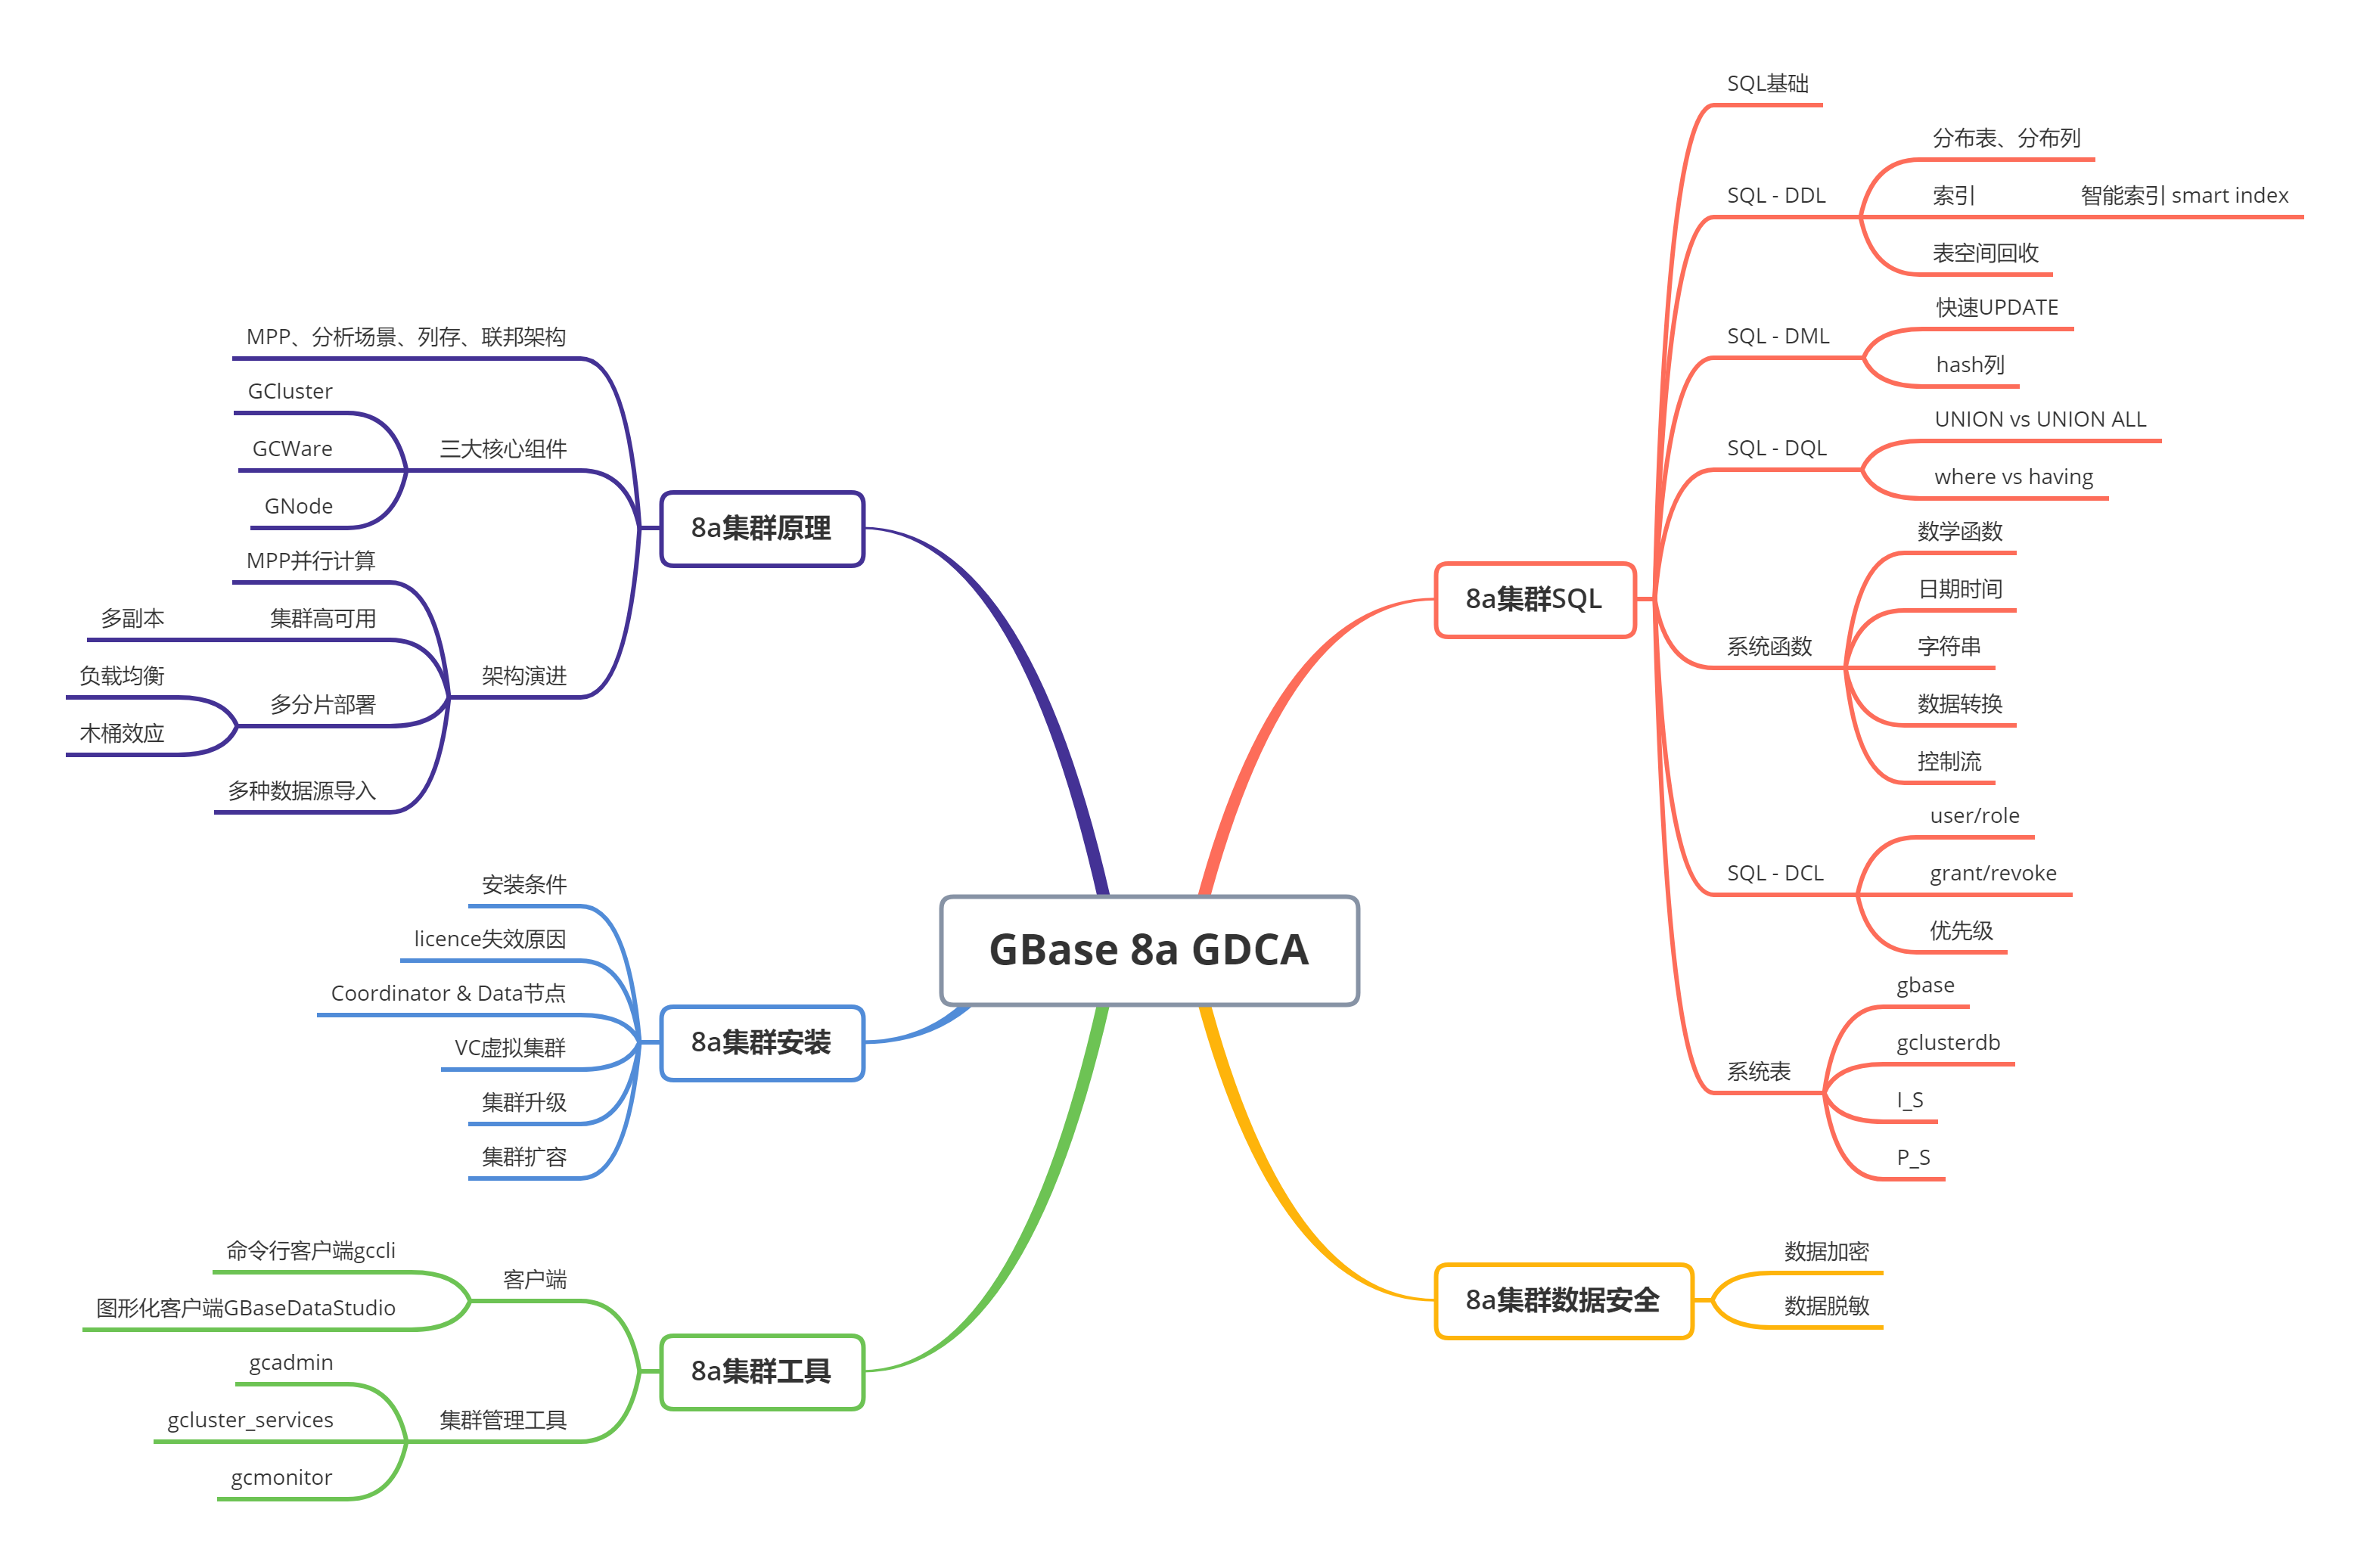 GBase 8a GDCA
8a集群原理
MPP、分析场景、列存、联邦架构
三大核心组件
GCluster
GCWare
GNode
架构演进
MPP并行计算
集群高可用
多副本
多分片部署
负载均衡
木桶效应
多种数据源导入
8a集群安装
安装条件
licence失效原因
Coordinator & Data节点
VC虚拟集群
集群升级
集群扩容
8a集群工具
客户端
命令行客户端gccli
图形化客户端GBaseDataStudio
集群管理工具
gcadmin
gcluster_services
gcmonitor
8a集群SQL
SQL基础
SQL - DDL
分布表、分布列
索引
智能索引 smart index
表空间回收
SQL - DML
快速UPDATE
hash列
SQL - DQL
UNION vs UNION ALL
where vs having
系统函数
数学函数
日期时间
字符串
数据转换
控制流
SQL - DCL
user/role
grant/revoke
优先级
系统表
gbase
gclusterdb
I_S
P_S
8a集群数据安全
数据加密
数据脱敏